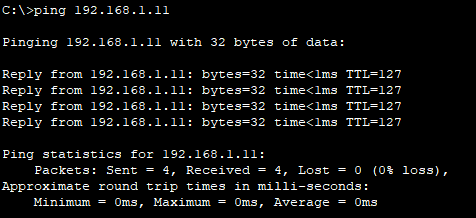 C:\>ping 192.168.1.11
Pinging 192.168.1.11 with 32 bytes of data:
Reply from 192.168.1.11: bytes=32 time<1ms TTL=127
Reply from 192.168.1.11: bytes=32 time<1ms TTL=127
Reply from 192.168.1.11: bytes=32 time<1ms TTL=127
Reply from 192.168.1.11: bytes=32 time<1ms TTL=127
Ping statistics for 192.168.1.11:
Packets: Sent = 4, Received = 4, Lost = 0 (0% loss),
Approximate round trip times in milli-seconds:
Minimum = 0ms, Maximum = 0ms, Average = 0ms